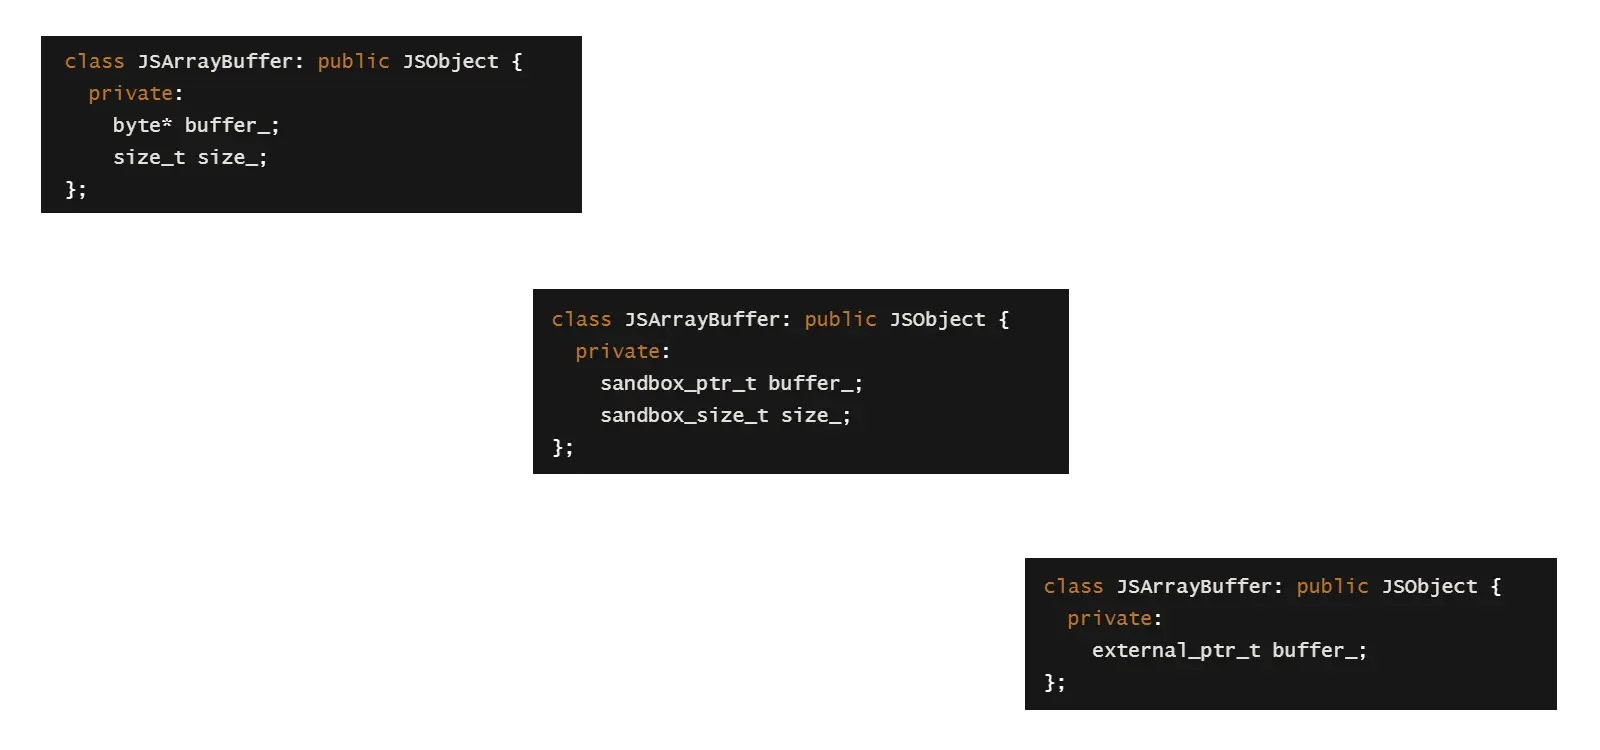 class JSArrayBuffer: public JSObject {
  private:
    byte* buffer_;
    size_t size_;
};
class JSArrayBuffer: public JSObject {
  private:
    sandbox_ptr_t buffer_;
    sandbox_size_t size_;
};
class JSArrayBuffer: public JSObject {
  private:
    external_ptr_t buffer_;
};